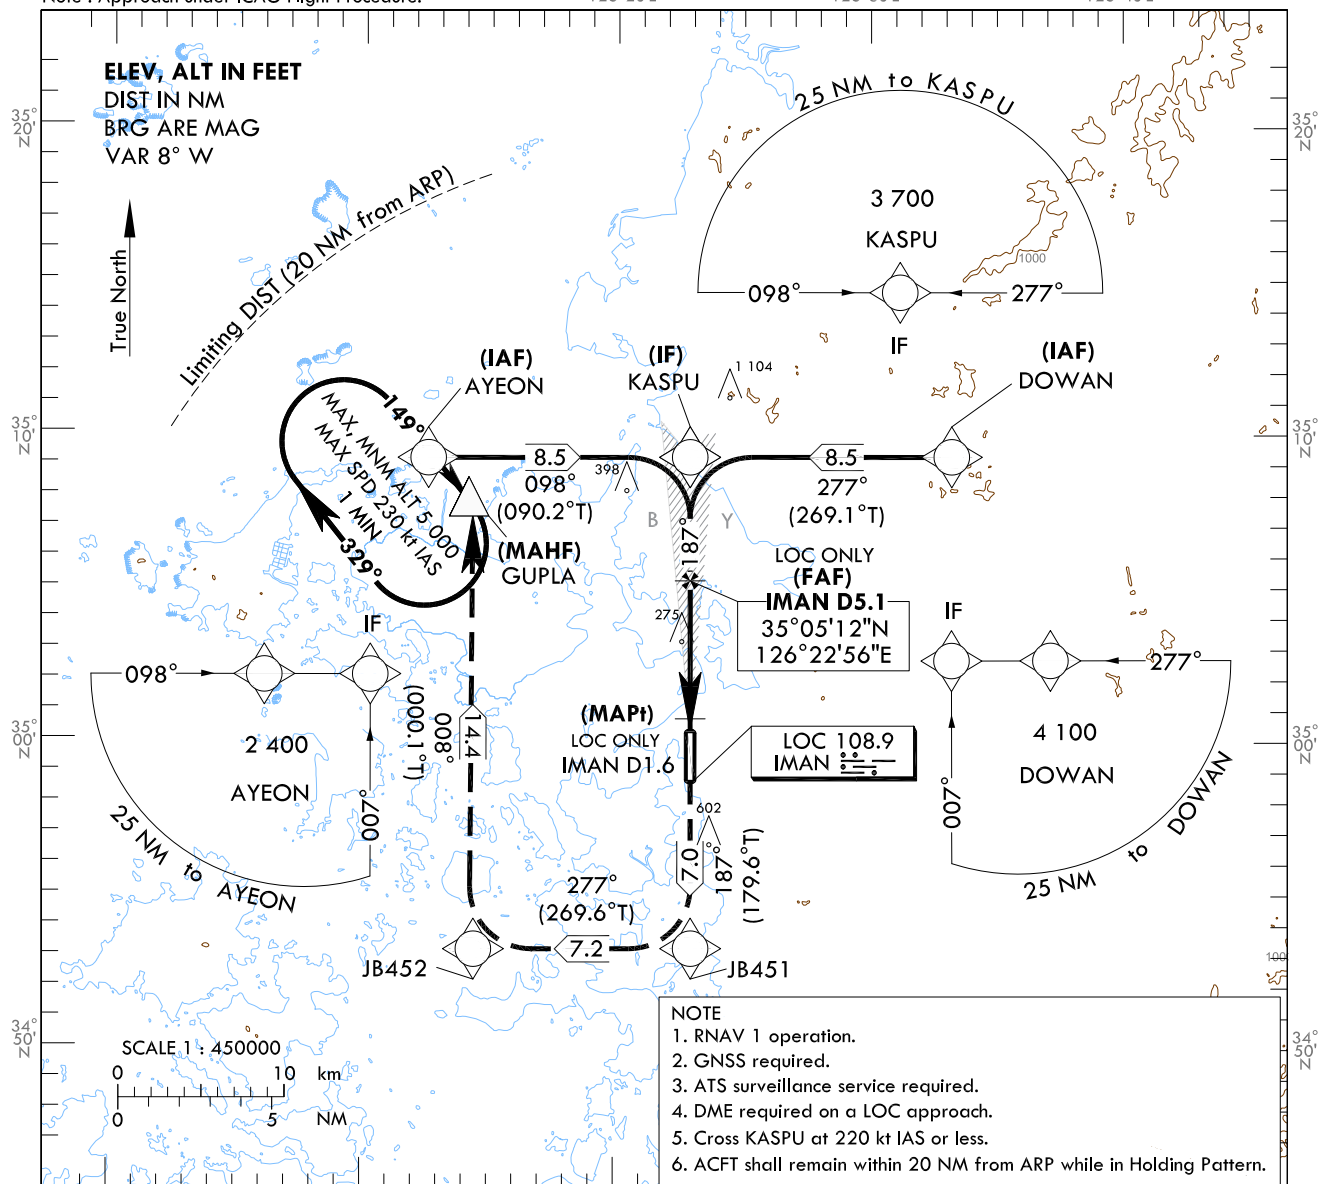 ELEV, ALT IN FEET
DIST IN NM
BRG ARE MAG
VAR 8° W
True North
Limiting DIST (20 NM from ARP)
35°
20'
N
35°
20'
N
25 NM to KASPU
3 700
KASPU
098°
277°
IF
1000
(IAF)
AYEON
(IF)
KASPU
1 104
(IAF)
DOWAN
35°
10'
N
35°
10'
N
149°
MAX, MNM ALT 5 000
MAX SPD 230 kt IAS
1 MIN
329°
8.5
098°
(090.2°T)
398
8.5
277°
(269.1°T)
B
Y
187°
(MAHF)
GUPLA
LOC ONLY
(FAF)
IMAN D5.1
35°05'12"N
126°22'56"E
275
IF
098°
2 400
AYEON
007°
25 NM to AYEON
008°
(000.1°T)
14.4
(MAPt)
LOC ONLY
IMAN D1.6
LOC 108.9
IMAN
IF
277°
4 100
DOWAN
007°
25 NM to DOWAN
35°
00'
N
35°
00'
N
602
7.0
187°
(179.6°T)
277°
(269.6°T)
7.2
JB452
JB451
1000
34°
50'
N
34°
50'
N
SCALE 1 : 450000
0 10 km
0 5 NM
NOTE
1. RNAV 1 operation.
2. GNSS required.
3. ATS surveillance service required.
4. DME required on a LOC approach.
5. Cross KASPU at 220 kt IAS or less.
6. ACFT shall remain within 20 NM from ARP while in Holding Pattern.